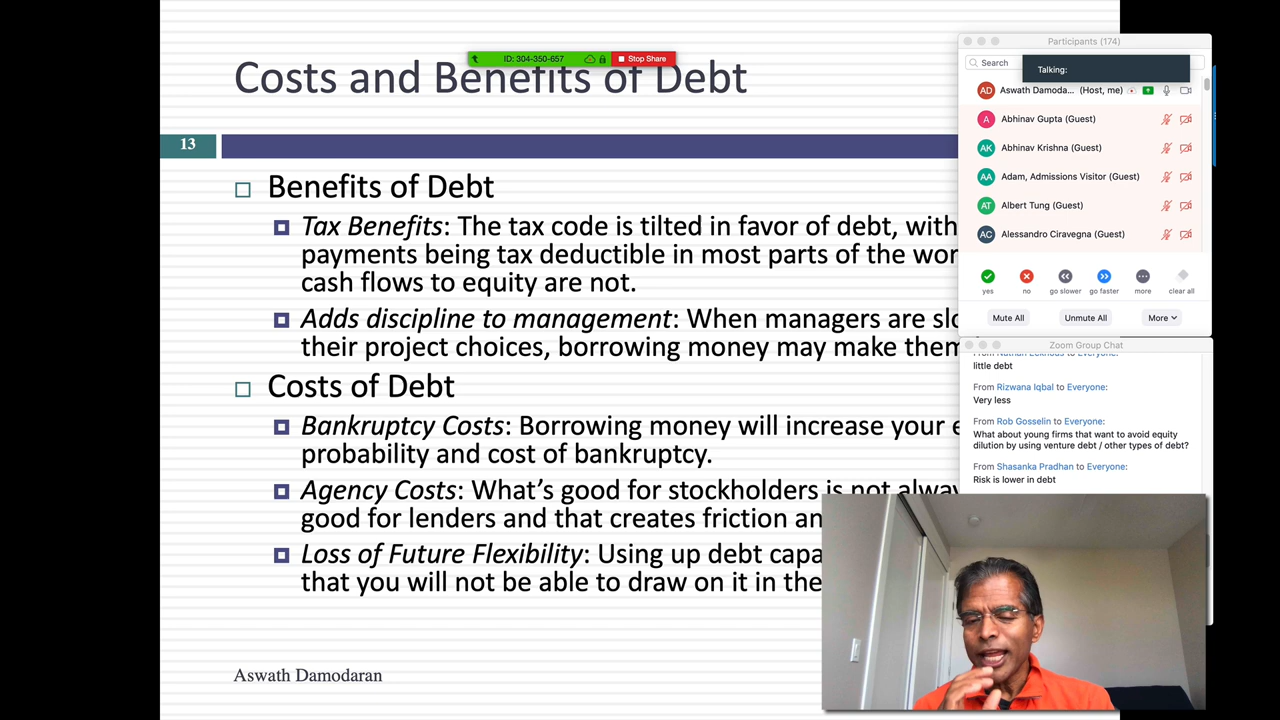 ID: 304-350-657
Stop Share
Costs and Benefits of Debt
13
Benefits of Debt
Tax Benefits: The tax code is tilted in favor of debt, with
payments being tax deductible in most parts of the
cash flows to equity are not.
Adds discipline to management: When managers are
their project choices, borrowing money may make them
Costs of Debt
Bankruptcy Costs: Borrowing money will increase your
probability and cost of bankruptcy.
Agency Costs: What's good for stockholders is not
good for lenders and that creates friction
Loss of Future Flexibility: Using up debt
that you will not be able to draw on it in the
Aswath Damodaran
Participants (174)
Search
Talking:
AD Aswath Damoda... (Host, me)
A Abhinav Gupta (Guest)
AK Abhinav Krishna (Guest)
AA Adam, Admissions Visitor (Guest)
AT Albert Tung (Guest)
AC Alessandro Ciravegna (Guest)
yes no go slower go faster more clear all
Mute All Unmute All More
Zoom Group Chat
to Everyone:
little debt
From Rizwana Iqbal to Everyone:
Very less
From Rob Gosselin to Everyone:
What about young firms that want to avoid equity
dilution by using venture debt / other types of debt?
From Shasanka Pradhan to Everyone:
Risk is lower in debt